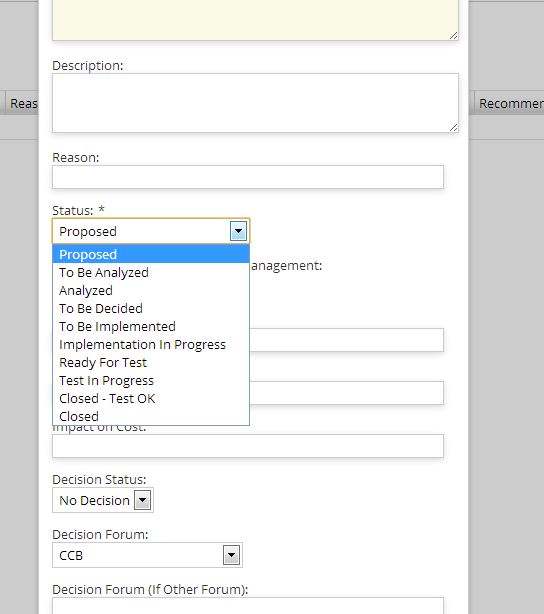 Description:
Reas
Recommen
Reason:
Status: *
Proposed
Proposed
To Be Analyzed
anagement:
Analyzed
To Be Decided
To Be Implemented
Implementation In Progress
Ready For Test
Test In Progress
Closed - Test OK
Closed
Impact on Cost:
Decision Status:
No Decision
Decision Forum:
CCB
Decision Forum (If Other Forum):